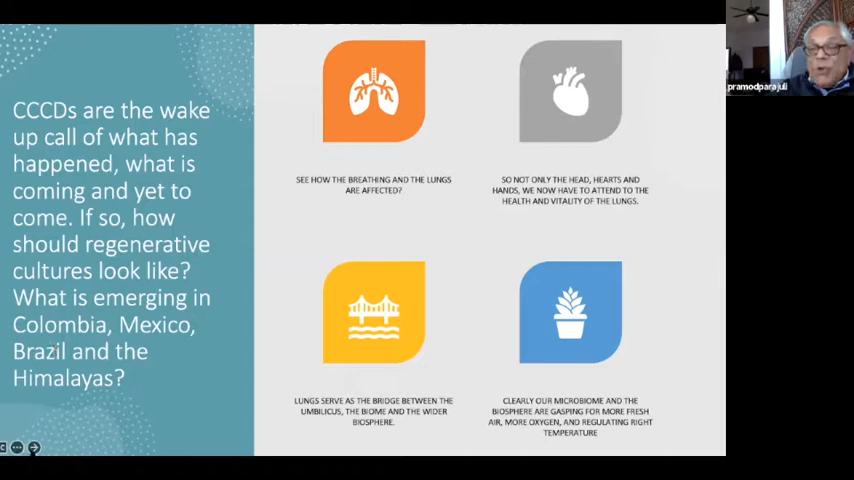 CCCDs are the wake
up call of what has
happened, what is
coming and yet to
come. If so, how
should regenerative
cultures look like?
What is emerging in
Colombia, Mexico,
Brazil and the
Himalayas?
SEE HOW THE BREATHING AND THE LUNGS
ARE AFFECTED?
SO NOT ONLY THE HEAD, HEARTS AND
HANDS, WE NOW HAVE TO ATTEND TO THE
HEALTH AND VITALITY OF THE LUNGS.
LUNGS SERVE AS THE BRIDGE BETWEEN THE
UMBILICUS, THE BIOME AND THE WIDER
BIOSPHERE.
CLEARLY OUR MICROBIOME AND THE
BIOSPHERE ARE GASPING FOR MORE FRESH
AIR, MORE OXYGEN, AND REGULATING RIGHT
TEMPERATURE
pramodparajuli